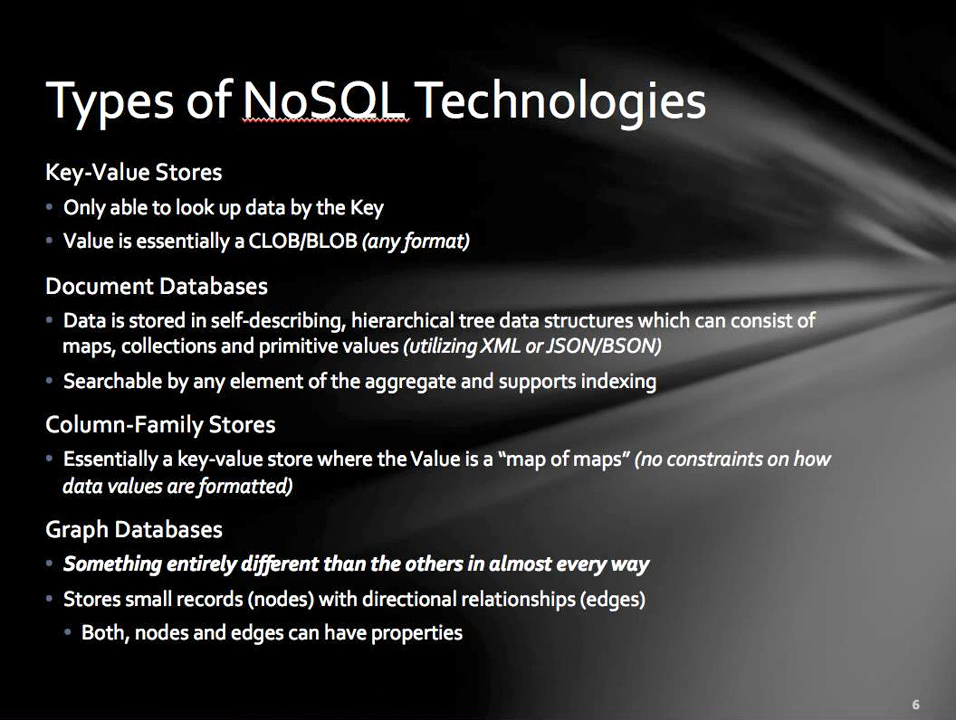 Types of NoSQL Technologies
Key-Value Stores
• Only able to look up data by the Key
• Value is essentially a CLOB/BLOB (any format)
Document Databases
• Data is stored in self-describing, hierarchical tree data structures which can consist of
maps, collections and primitive values (utilizing XML or JSON/BSON)
• Searchable by any element of the aggregate and supports indexing
Column-Family Stores
• Essentially a key-value store where the Value is a “map of maps” (no constraints on how
data values are formatted)
Graph Databases
• Something entirely different than the others in almost every way
• Stores small records (nodes) with directional relationships (edges)
• Both, nodes and edges can have properties
6